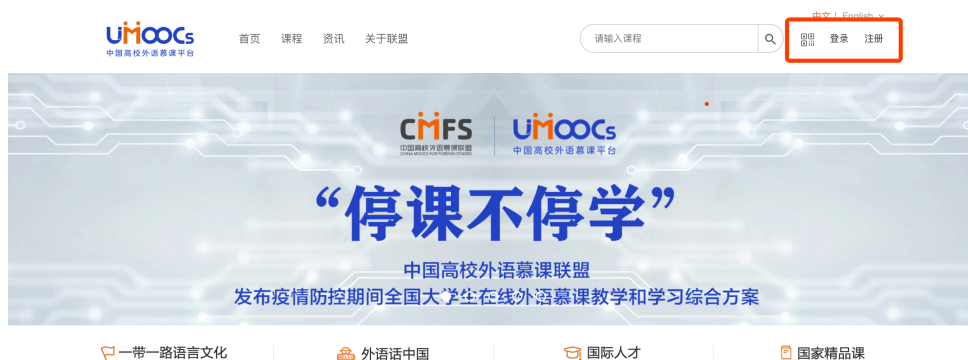 中文 | English
UMOOCs
中国高校外语慕课平台
首页 课程 资讯 关于联盟
请输入课程
登录 注册
CMFS
中国高校外语慕课联盟
CHINA MOOCS FOR FOREIGN STUDIES
UMOOCs
中国高校外语慕课平台
“停课不停学”
中国高校外语慕课联盟
发布疫情防控期间全国大学生在线外语慕课教学和学习综合方案
一带一路语言文化 外语话中国 国际人才 国家精品课